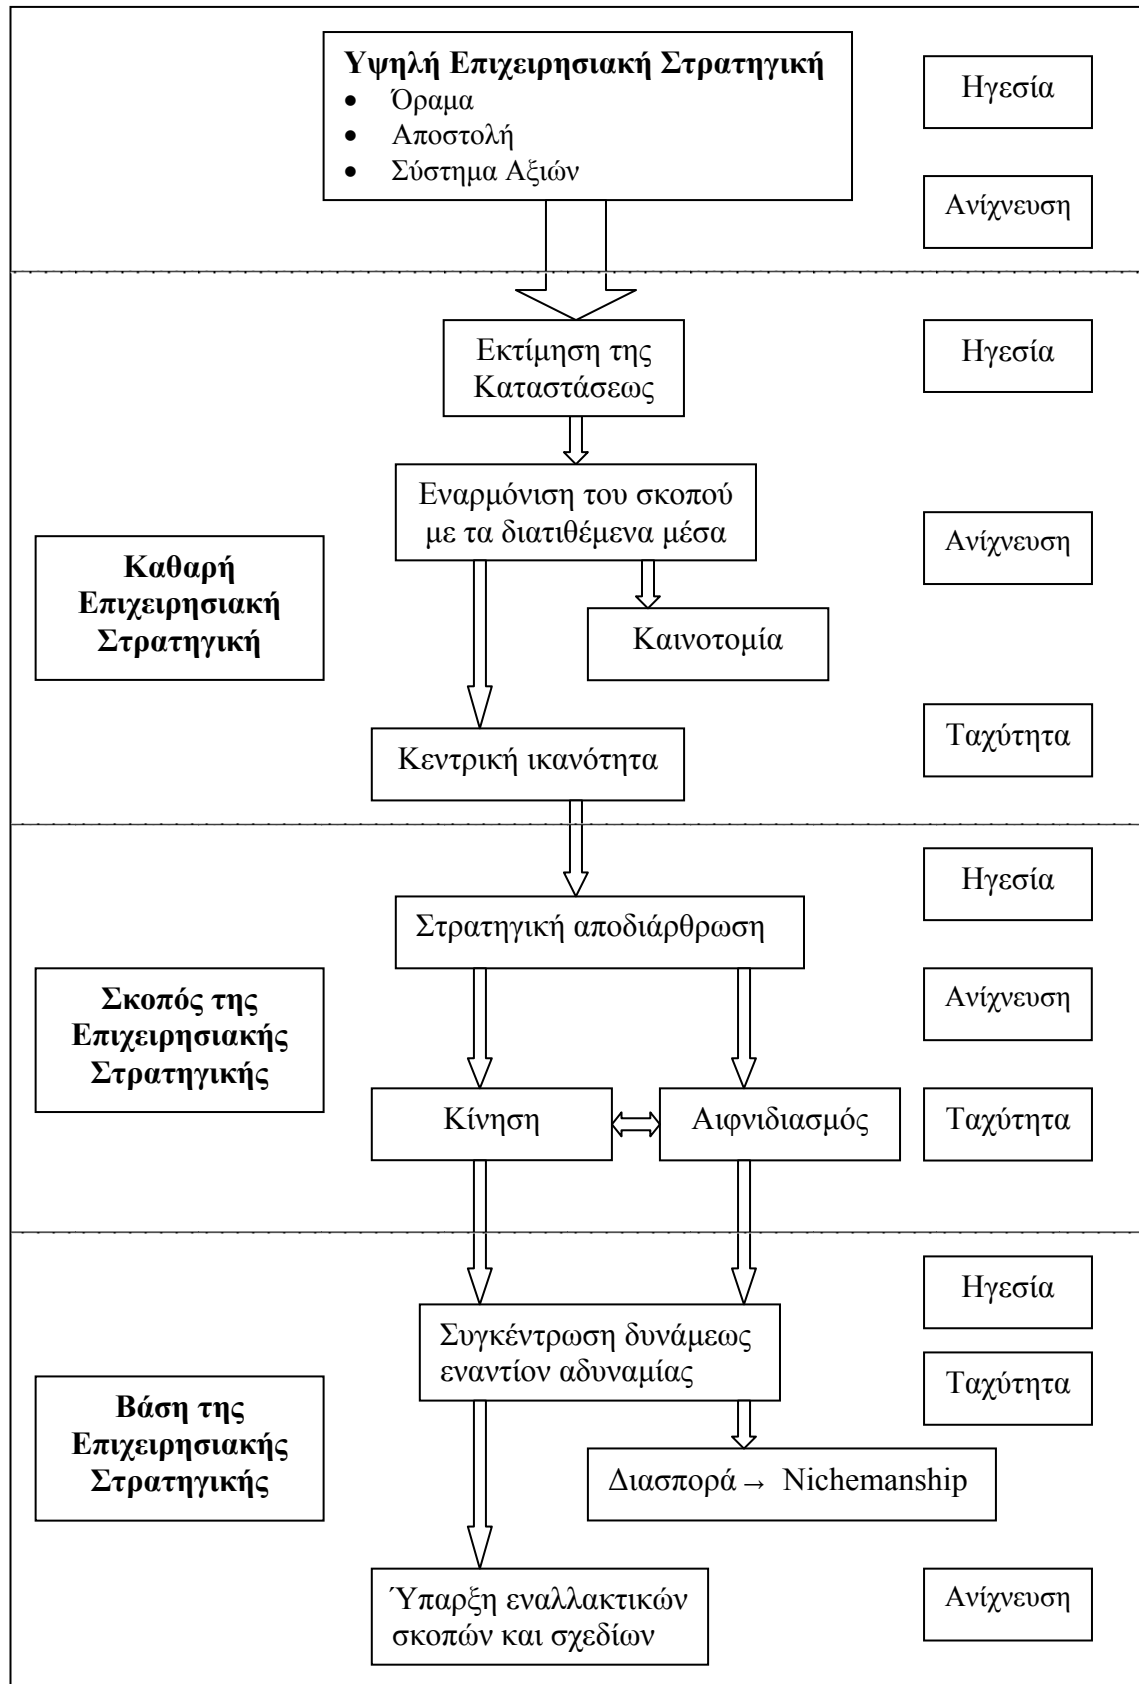 Υψηλή Επιχειρησιακή Στρατηγική
• Όραμα
• Αποστολή
• Σύστημα Αξιών
Ηγεσία
Ανίχνευση
Εκτίμηση της
Καταστάσεως
Ηγεσία
Εναρμόνιση του σκοπού
με τα διατιθέμενα μέσα
Ανίχνευση
Καθαρή
Επιχειρησιακή
Στρατηγική
Καινοτομία
Κεντρική ικανότητα
Ταχύτητα
Ηγεσία
Στρατηγική αποδιάρθρωση
Σκοπός της
Επιχειρησιακής
Στρατηγικής
Ανίχνευση
Κίνηση
Αιφνιδιασμός
Ταχύτητα
Ηγεσία
Συγκέντρωση δυνάμεως
εναντίον αδυναμίας
Ταχύτητα
Βάση της
Επιχειρησιακής
Στρατηγικής
Διασπορά → Nichemanship
Ύπαρξη εναλλακτικών
σκοπών και σχεδίων
Ανίχνευση